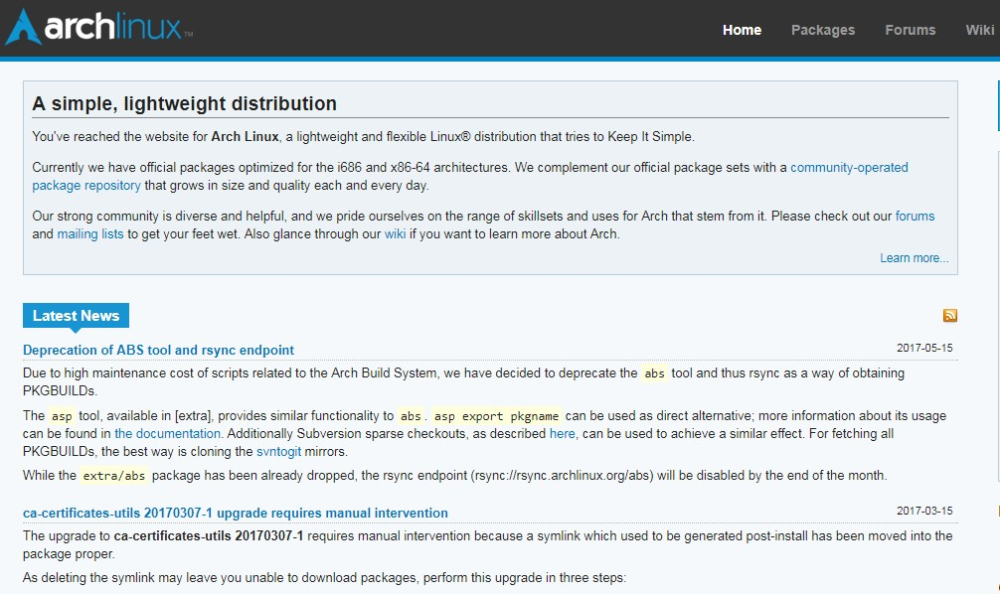 archlinux™
Home Packages Forums Wiki
A simple, lightweight distribution
You've reached the website for Arch Linux, a lightweight and flexible Linux® distribution that tries to Keep It Simple.
Currently we have official packages optimized for the i686 and x86-64 architectures. We complement our official package sets with a community-operated
package repository that grows in size and quality each and every day.
Our strong community is diverse and helpful, and we pride ourselves on the range of skillsets and uses for Arch that stem from it. Please check out our forums
and mailing lists to get your feet wet. Also glance through our wiki if you want to learn more about Arch.
Learn more...
Latest News
Deprecation of ABS tool and rsync endpoint 2017-05-15
Due to high maintenance cost of scripts related to the Arch Build System, we have decided to deprecate the abs tool and thus rsync as a way of obtaining
PKGBUILDs.
The asp tool, available in [extra], provides similar functionality to abs. asp export pkgname can be used as direct alternative; more information about its usage
can be found in the documentation. Additionally Subversion sparse checkouts, as described here, can be used to achieve a similar effect. For fetching all
PKGBUILDs, the best way is cloning the svntogit mirrors.
While the extra/abs package has been already dropped, the rsync endpoint (rsync://rsync.archlinux.org/abs) will be disabled by the end of the month.
ca-certificates-utils 20170307-1 upgrade requires manual intervention 2017-03-15
The upgrade to ca-certificates-utils 20170307-1 requires manual intervention because a symlink which used to be generated post-install has been moved into the
package proper.
As deleting the symlink may leave you unable to download packages, perform this upgrade in three steps: